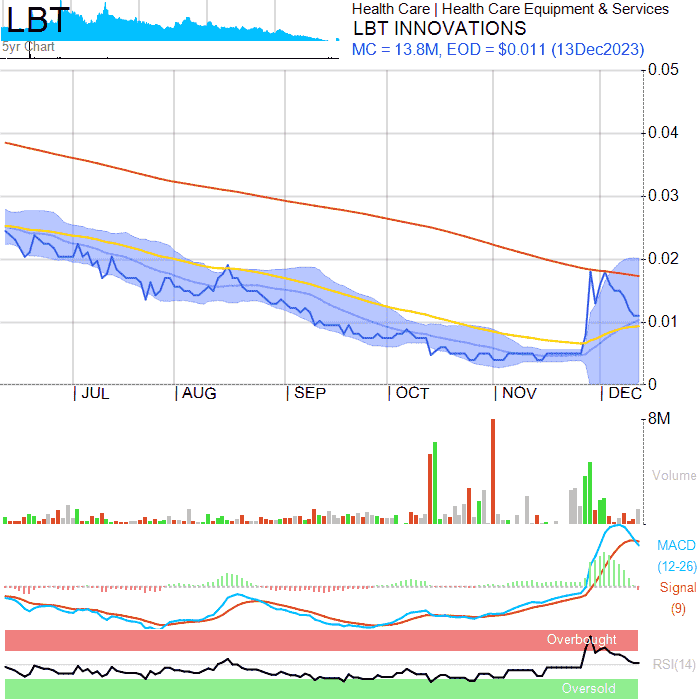 LBT
5yr Chart
Health Care | Health Care Equipment & Services
LBT INNOVATIONS
MC = 13.8M, EOD = $0.011 (13Dec2023)
0.05
0.04
0.03
0.02
0.01
0
| JUL | AUG | SEP | OCT | NOV | DEC
8M
Volume
MACD
(12-26)
Signal
(9)
Overbought
RSI(14)
Oversold